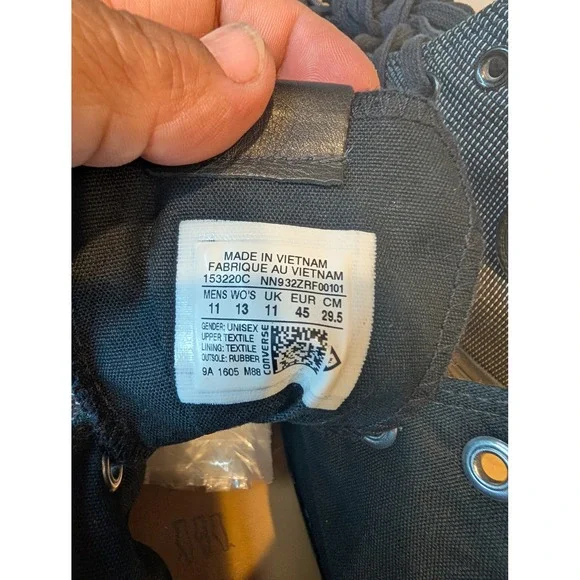 MADE IN VIETNAM
FABRIQUE AU VIETNAM
153220C NN932ZRF00101
MENS WO'S UK EUR CM
11 13 11 45 29.5
GENDER: UNISEX
UPPER: TEXTILE
LINING: TEXTILE
OUTSOLE: RUBBER
CONVERSE
9A 1605 M88